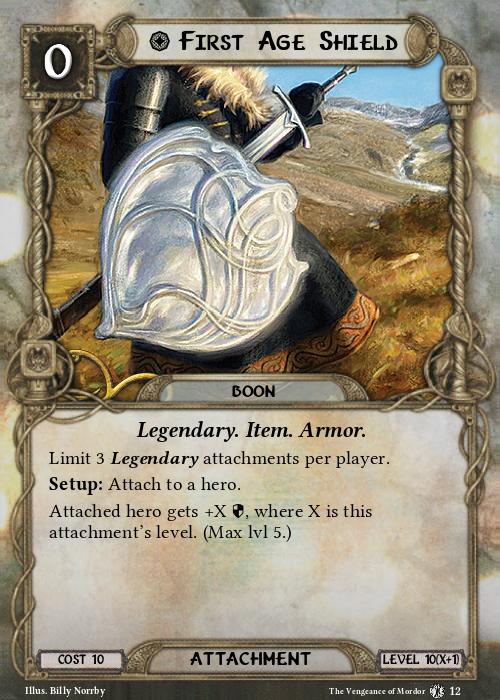 0
First Age Shield
BOON
Legendary. Item. Armor.
Limit 3 Legendary attachments per player.
Setup: Attach to a hero.
Attached hero gets +X , where X is this
attachment's level. (Max lvl 5.)
COST 10
ATTACHMENT
LEVEL 10(X+1)
Illus. Billy Norrby
The Vengeance of Mordor 12